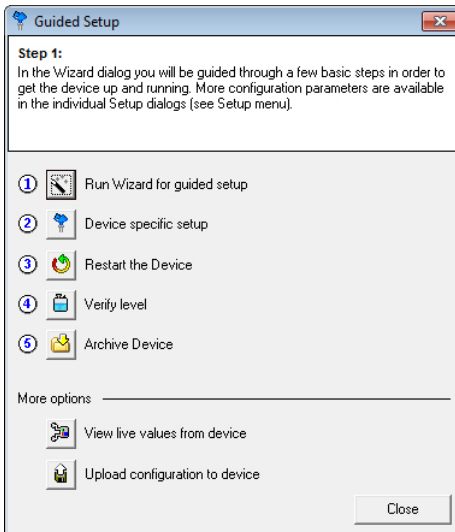 Guided Setup
Step 1:
In the Wizard dialog you will be guided through a few basic steps in order to
get the device up and running. More configuration parameters are available
in the individual Setup dialogs (see Setup menu).
1 Run Wizard for guided setup
2 Device specific setup
3 Restart the Device
4 Verify level
5 Archive Device
More options
View live values from device
Upload configuration to device
Close